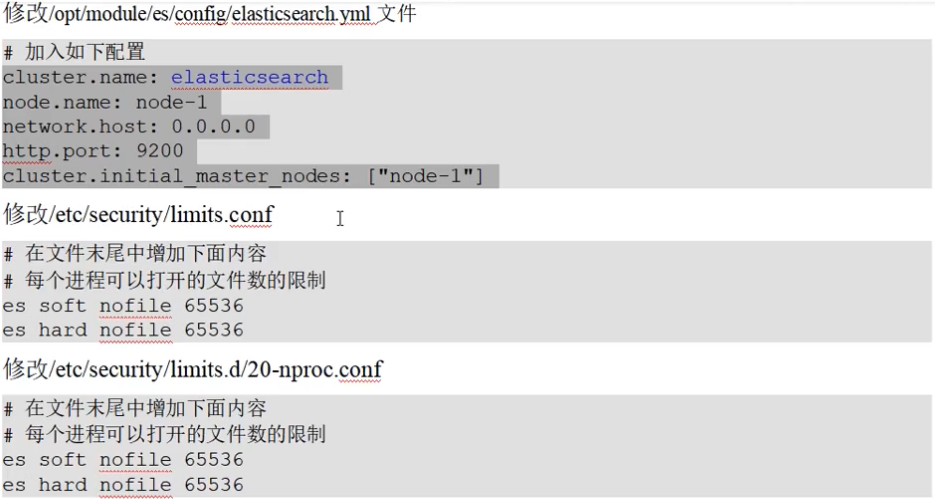 修改/opt/module/es/config/elasticsearch.yml 文件
# 加入如下配置
cluster.name: elasticsearch
node.name: node-1
network.host: 0.0.0.0
http.port: 9200
cluster.initial_master_nodes: ["node-1"]
修改/etc/security/limits.conf
# 在文件末尾中增加下面内容
# 每个进程可以打开的文件数的限制
es soft nofile 65536
es hard nofile 65536
修改/etc/security/limits.d/20-nproc.conf
# 在文件末尾中增加下面内容
# 每个进程可以打开的文件数的限制
es soft nofile 65536
es hard nofile 65536